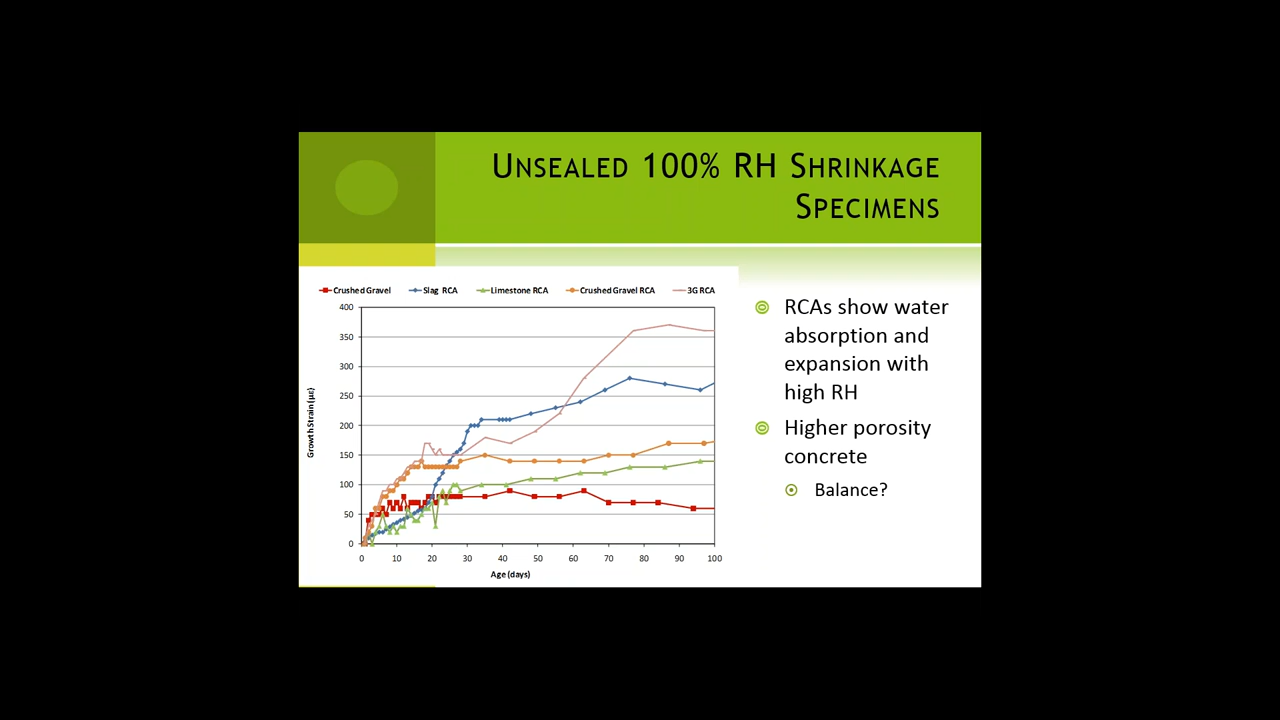 UNSEALED 100% RH SHRINKAGE
SPECIMENS
Crushed Gravel
Slag RCA
Limestone RCA
Crushed Gravel RCA
3G RCA
400
350
300
250
200
150
100
50
0
Growth Strain (με)
0 10 20 30 40 50 60 70 80 90 100
Age (days)
RCAs show water
absorption and
expansion with
high RH
Higher porosity
concrete
Balance?